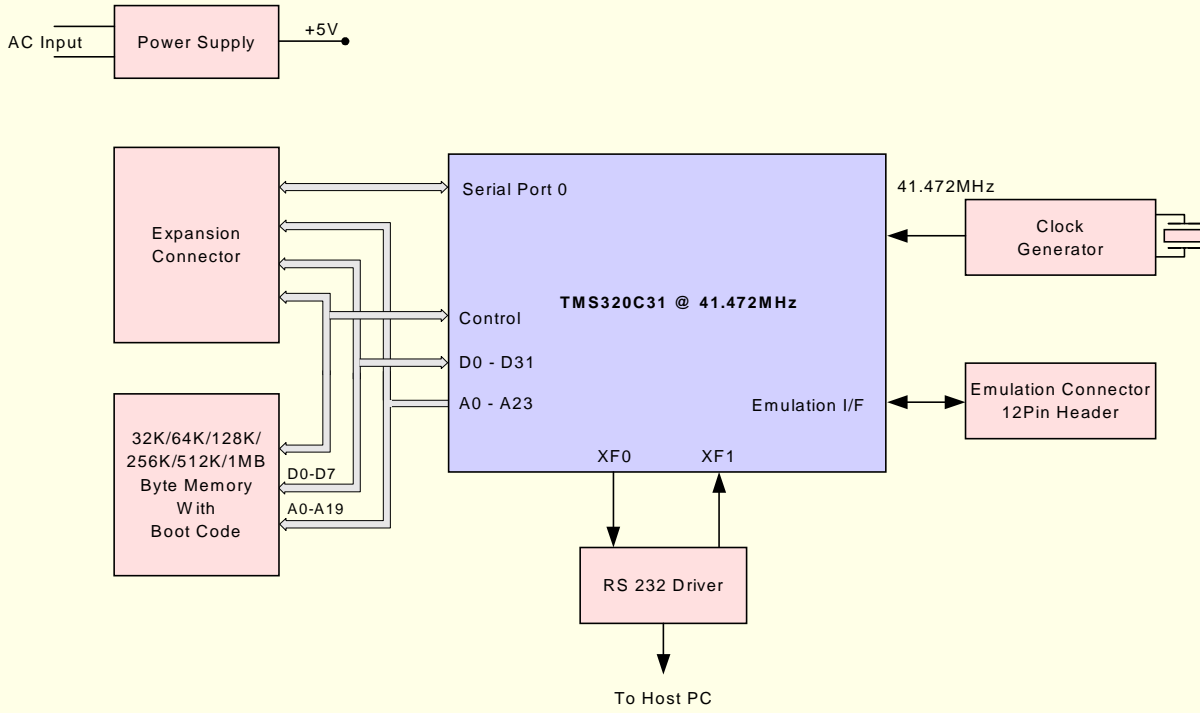 AC Input
Power Supply
+5V
Expansion
Connector
Serial Port 0
41.472MHz
Clock
Generator
TMS320C31 @ 41.472MHz
Control
D0 - D31
A0 - A23
Emulation I/F
Emulation Connector
12Pin Header
32K/64K/128K/
256K/512K/1MB
Byte Memory
With
Boot Code
D0-D7
A0-A19
XF0
XF1
RS 232 Driver
To Host PC